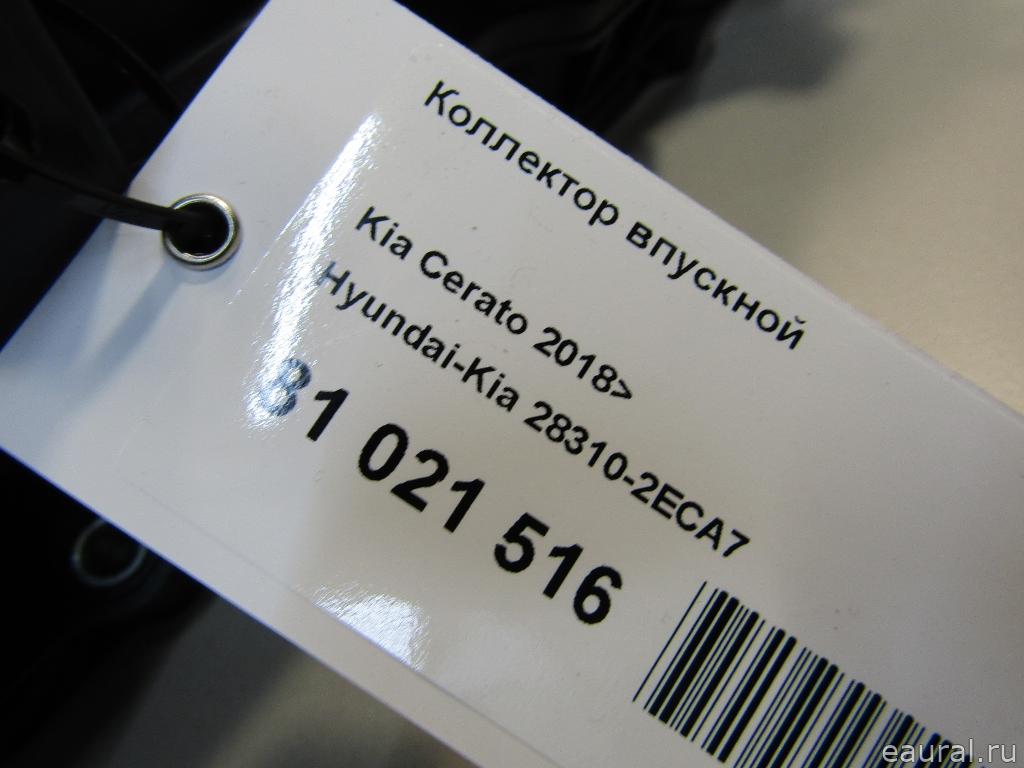 Коллектор впускной
Kia Cerato 2018>
Hyundai-Kia 28310-2ECA7
81 021 516
eaural.ru